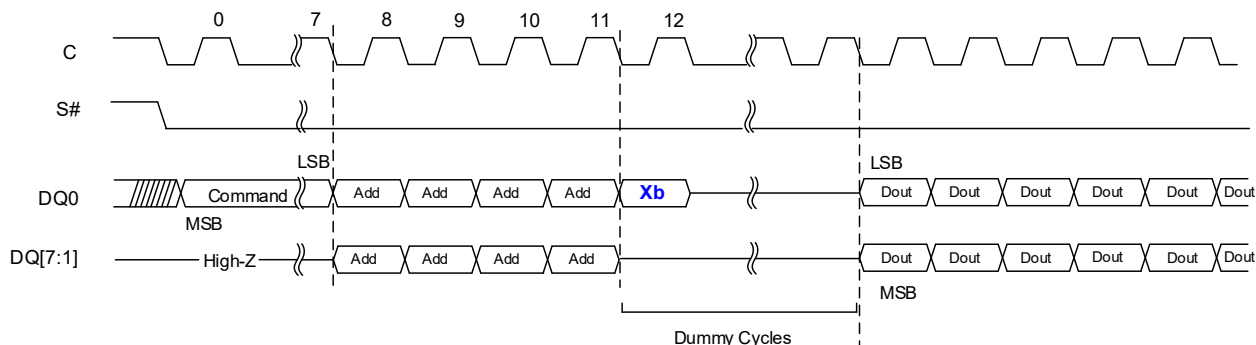 0 7 8 9 10 11 12
C
S#
LSB LSB
DQ0 Command Add Add Add Add Xb Dout Dout Dout Dout Dout Dout
MSB
DQ[7:1] High-Z Add Add Add Add Dout Dout Dout Dout Dout Dout
MSB
Dummy Cycles